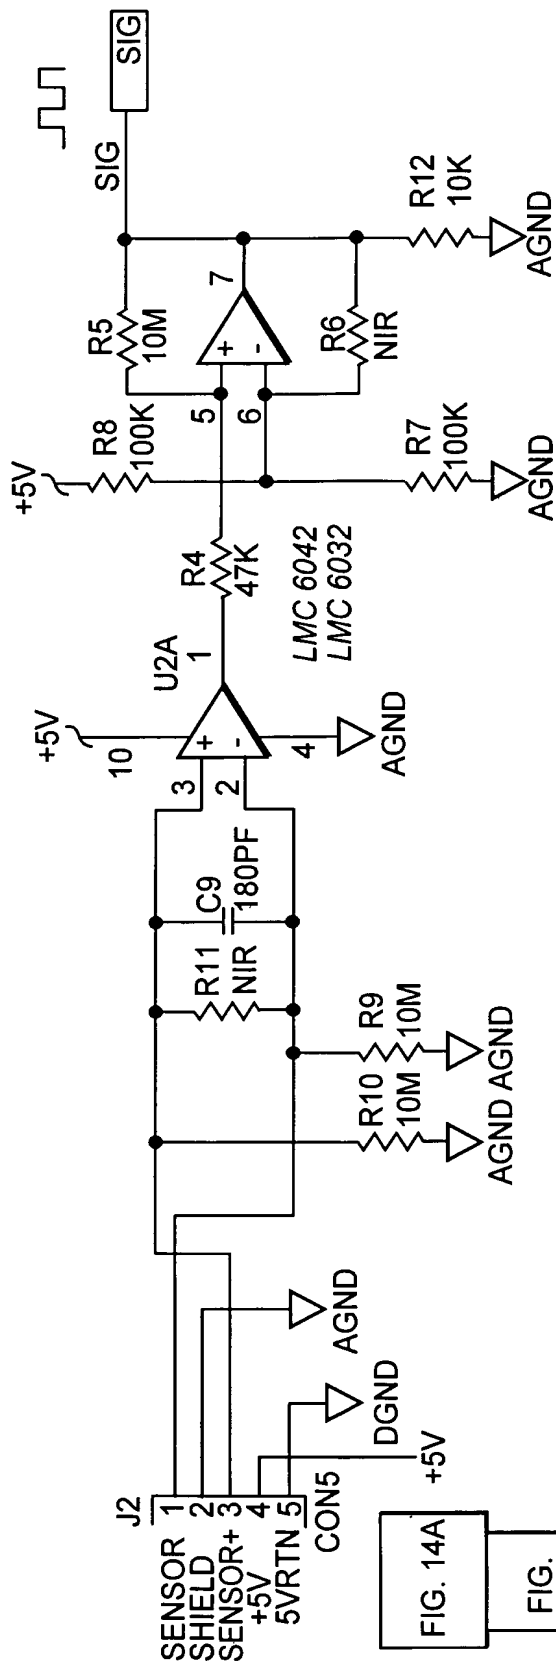 J2
SENSOR 1
SHIELD 2
SENSOR+ 3
+5V 4
5VRTN 5
CON5
DGND
+5V
AGND
R10
10M
AGND
R9
10M
AGND
R11
NIR
C9
180PF
3
2
+
-
+5V
10
4
AGND
U2A
1
LMC 6042
LMC 6032
R4
47K
+5V
R8
100K
5
6
+
-
7
R5
10M
R6
NIR
R7
100K
AGND
R12
10K
AGND
SIG
SIG
FIG. 14A
FIG.